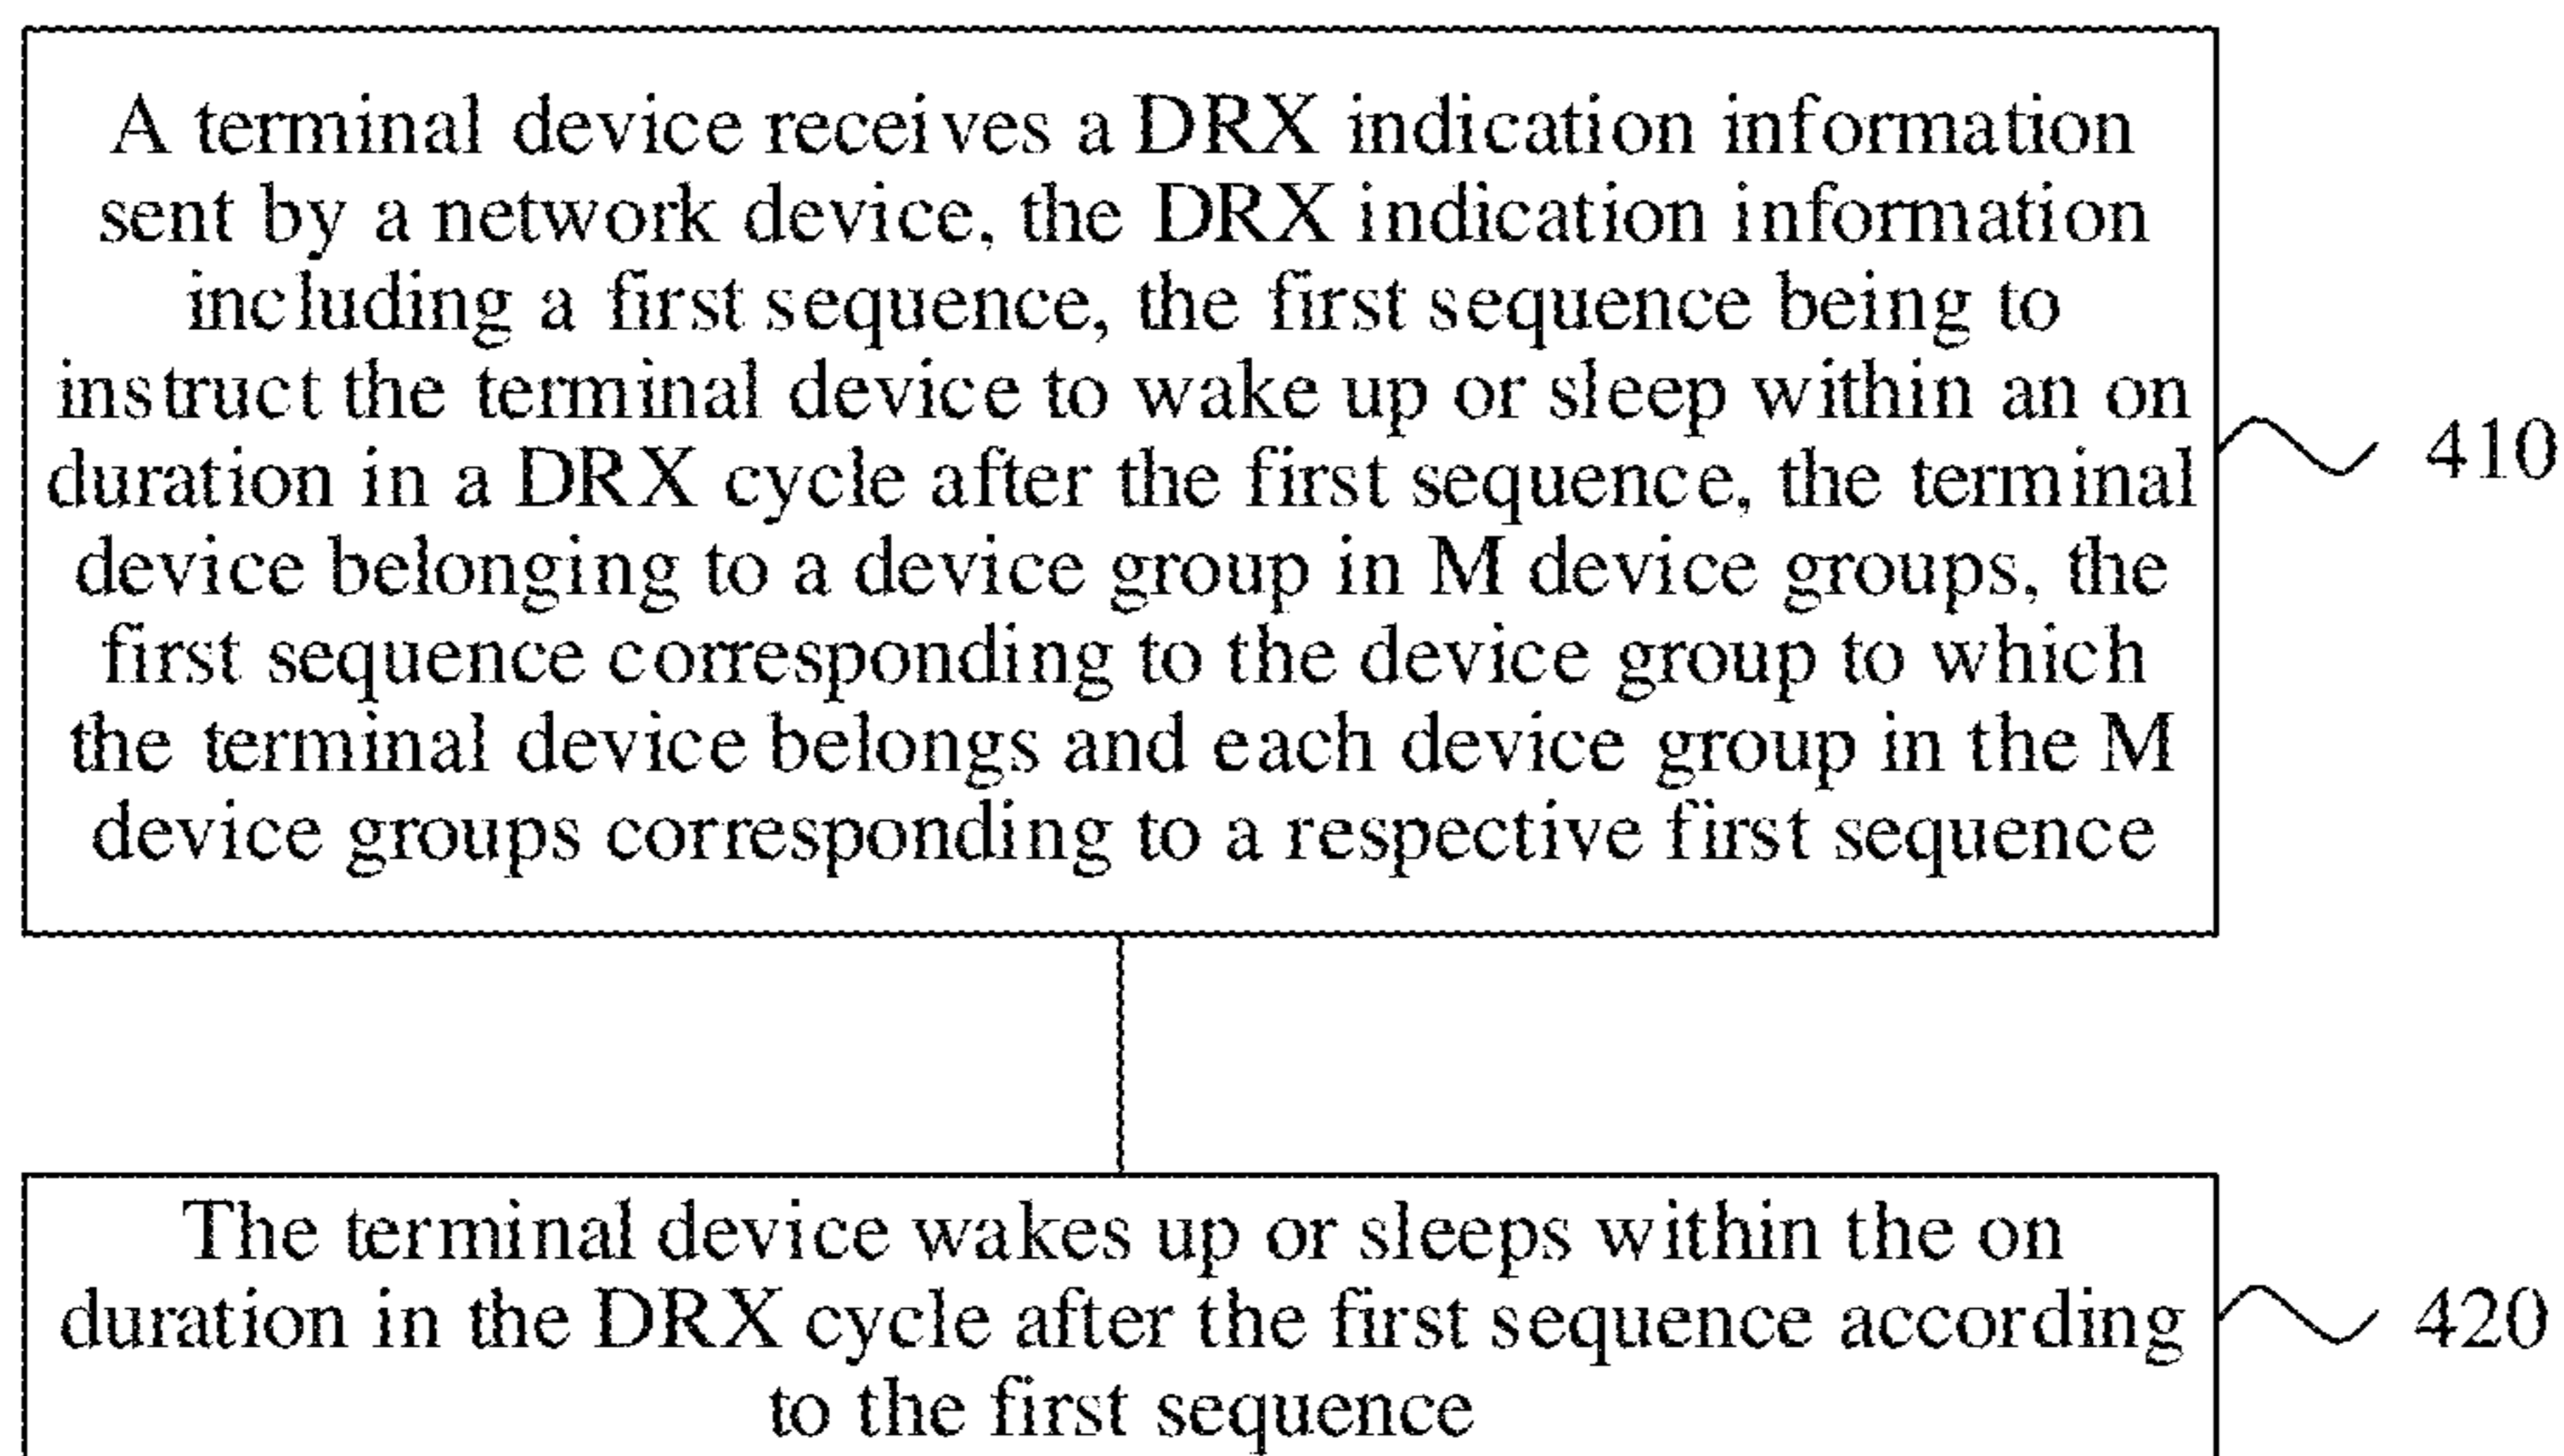 A terminal device receives a DRX indication information
sent by a network device, the DRX indication information
including a first sequence, the first sequence being to
instruct the terminal device to wake up or sleep within an on
duration in a DRX cycle after the first sequence, the terminal
device belonging to a device group in M device groups, the
first sequence corresponding to the device group to which
the terminal device belongs and each device group in the M
device groups corresponding to a respective first sequence
410
The terminal device wakes up or sleeps within the on
duration in the DRX cycle after the first sequence according
to the first sequence
420